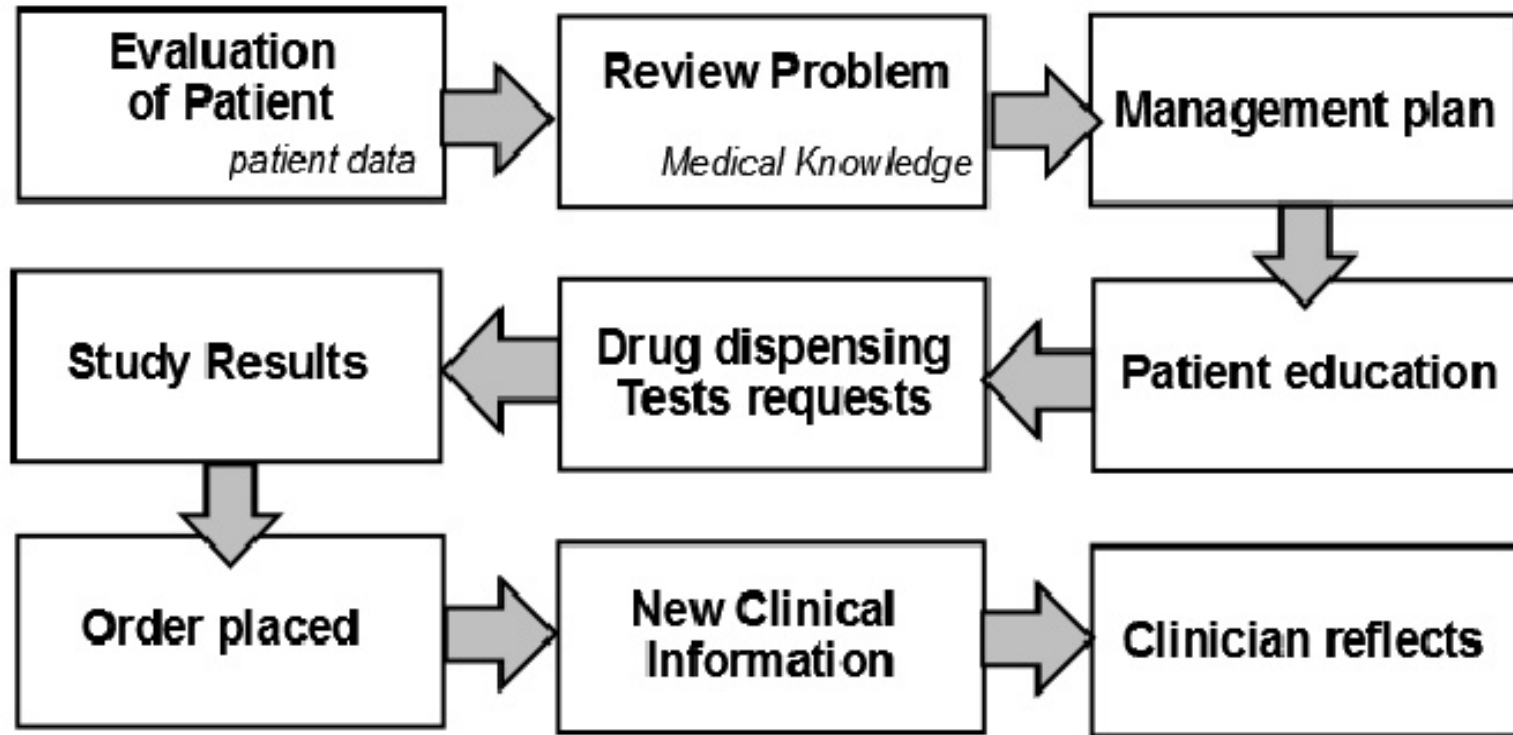 Evaluation
of Patient
patient data
Review Problem
Medical Knowledge
Management plan
Patient education
Drug dispensing
Tests requests
Study Results
Order placed
New Clinical
Information
Clinician reflects